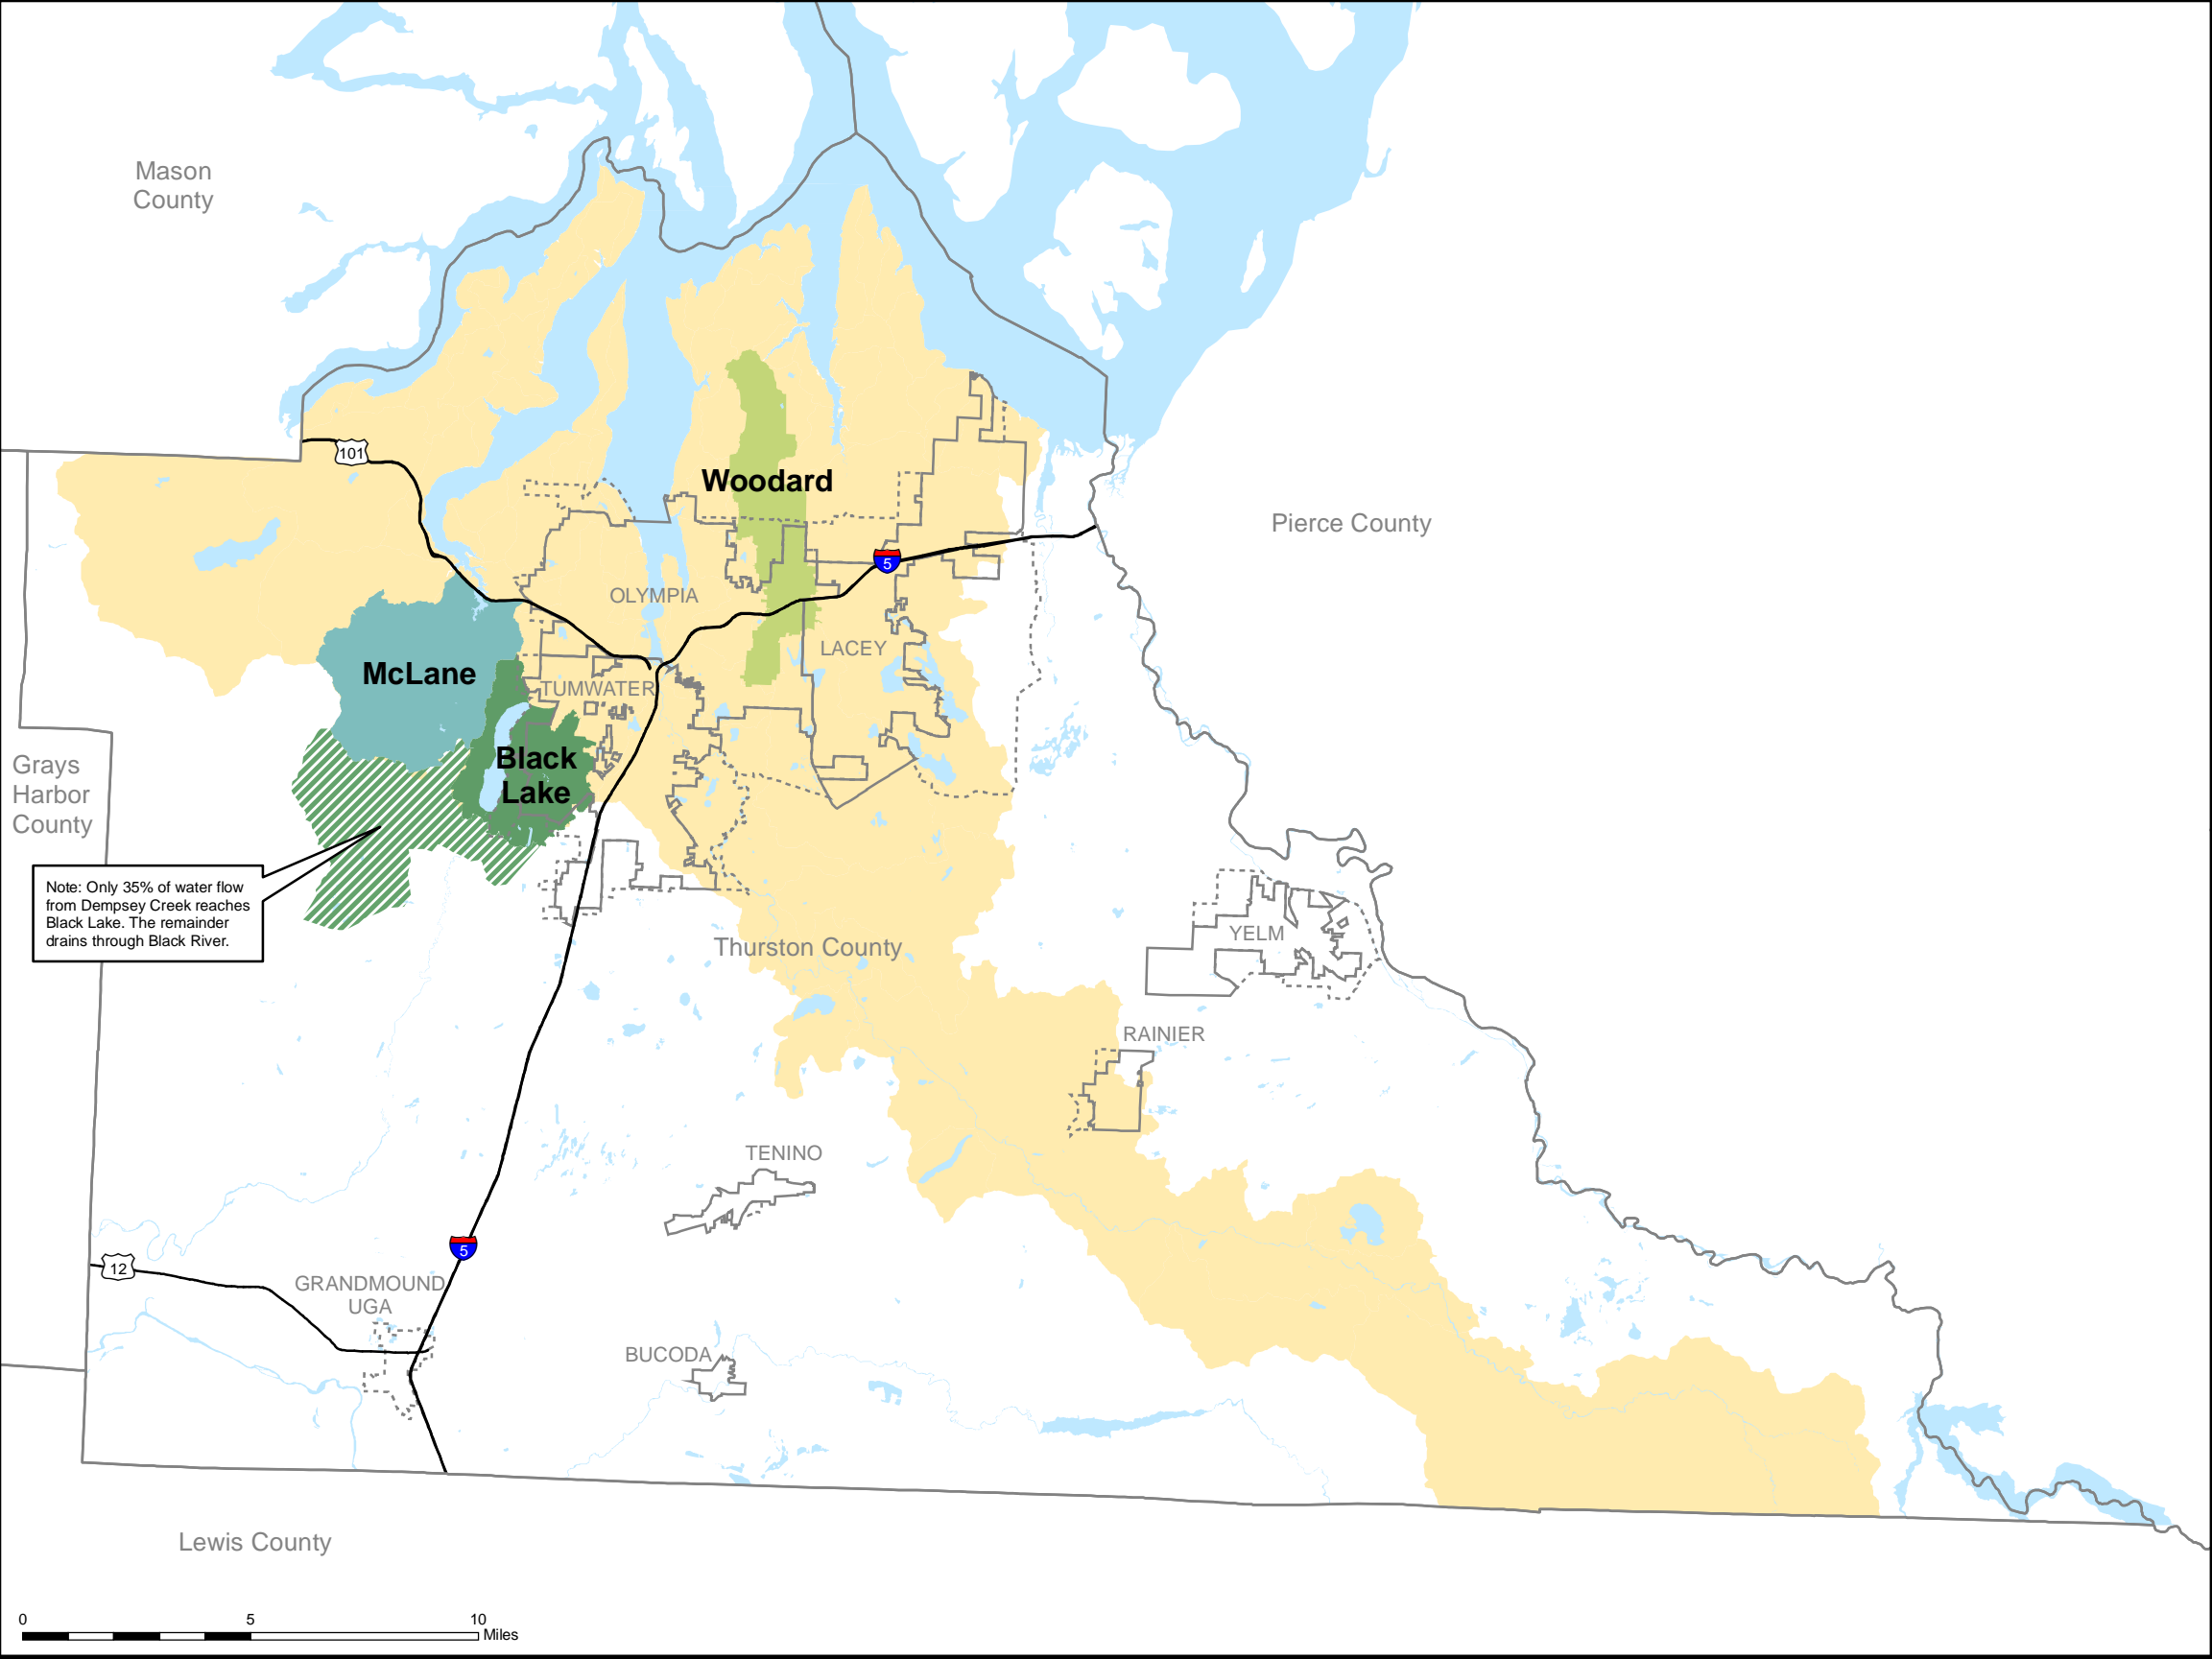 Mason
County
101
Woodard
Pierce County
5
OLYMPIA
LACEY
McLane
TUMWATER
Black
Lake
Grays
Harbor
County
Note: Only 35% of water flow
from Dempsey Creek reaches
Black Lake. The remainder
drains through Black River.
Thurston County
YELM
RAINIER
TENINO
5
12
GRANDMOUND
UGA
BUCODA
Lewis County
0 5 10
Miles